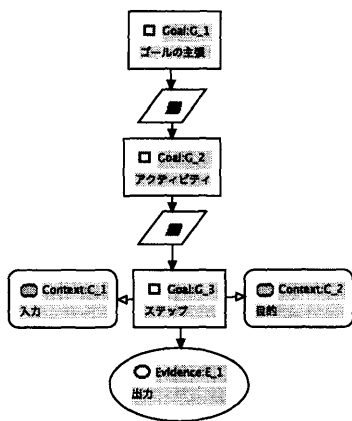 Goal:G_1
ゴールの主張
Goal:G_2
アクティビティ
Context:C_1
入力
Goal:G_3
ステップ
Context:C_2
目的
Evidence:E_1
出力